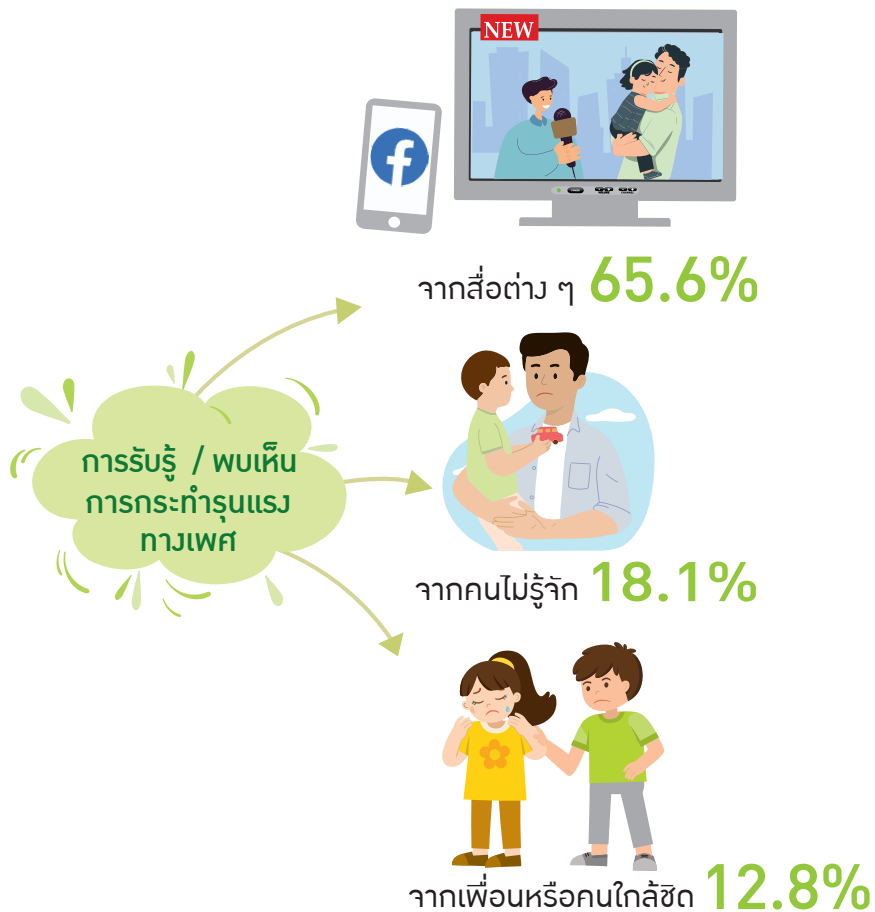 NEW
จากสื่อต่าง ๆ 65.6%
การรับรู้ / พบเห็น
การกระทำรุนแรง
ทางเพศ
จากคนไม่รู้จัก 18.1%
จากเพื่อนหรือคนใกล้ชิด 12.8%